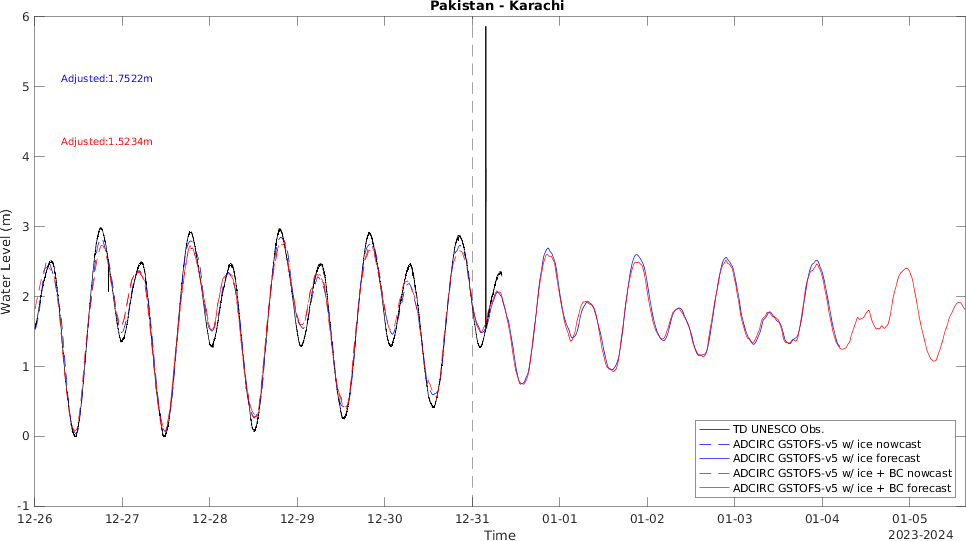 Pakistan - Karachi
Water Level (m)
6
5
4
3
2
1
0
-1
Adjusted:1.7522m
Adjusted:1.5234m
TD UNESCO Obs.
ADCIRC GSTOFS-v5 w/ ice nowcast
ADCIRC GSTOFS-v5 w/ ice forecast
ADCIRC GSTOFS-v5 w/ ice + BC nowcast
ADCIRC GSTOFS-v5 w/ ice + BC forecast
12-26 12-27 12-28 12-29 12-30 12-31 01-01 01-02 01-03 01-04 01-05
Time
2023-2024